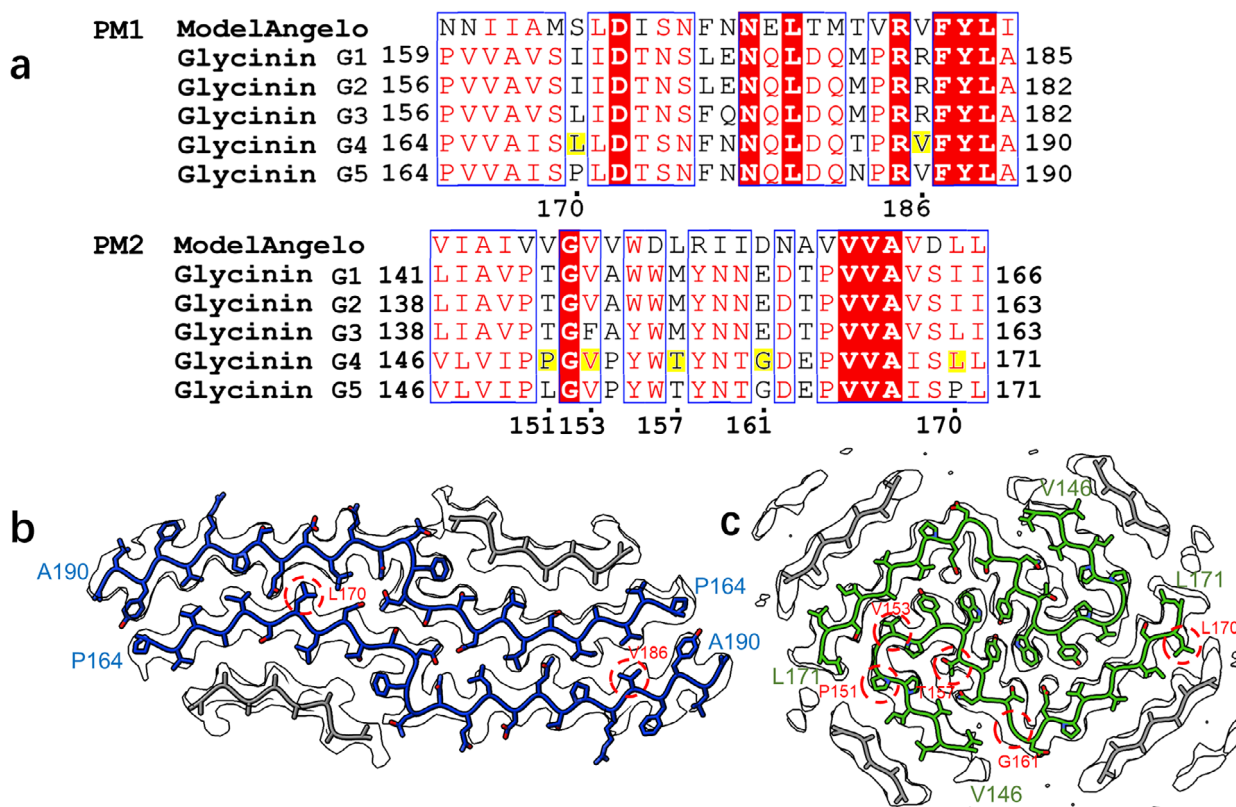 a
PM1 ModelAngelo NNIIAMSLDISNFNNELTMTVRVFYLI
Glycinin G1 159 PVVAVSIIDTNSLENQLDQMPRRFYLA 185
Glycinin G2 156 PVVAVSIIDTNSLENQLDQMPRRFYLA 182
Glycinin G3 156 PVVAVSLIDTNSFQNQLDQMPRRFYLA 182
Glycinin G4 164 PVVAISLLDTSNFNNQLDQTPRVFYLA 190
Glycinin G5 164 PVVAISPLDTSNFNNQLDQNPRVFYLA 190
170 186
PM2 ModelAngelo VIAIVVGVVWDLRIIDNAVVVAVDLL
Glycinin G1 141 LIAVPTGVAWWMYNNEDTPVVAVSII 166
Glycinin G2 138 LIAVPTGVAWWMYNNEDTPVVAVSII 163
Glycinin G3 138 LIAVPTGFAYWMYNNEDTPVVAVSLI 163
Glycinin G4 146 VLVIPPGVPYWTYNTGDEPVVAISLL 171
Glycinin G5 146 VLVIPLGVPYWTYNTGDEPVVAISPL 171
151 153 157 161 170
b
A190
L170
P164
P164
V186
A190
c
V146
L171
V153
L170
L171
P151
T157
G161
V146